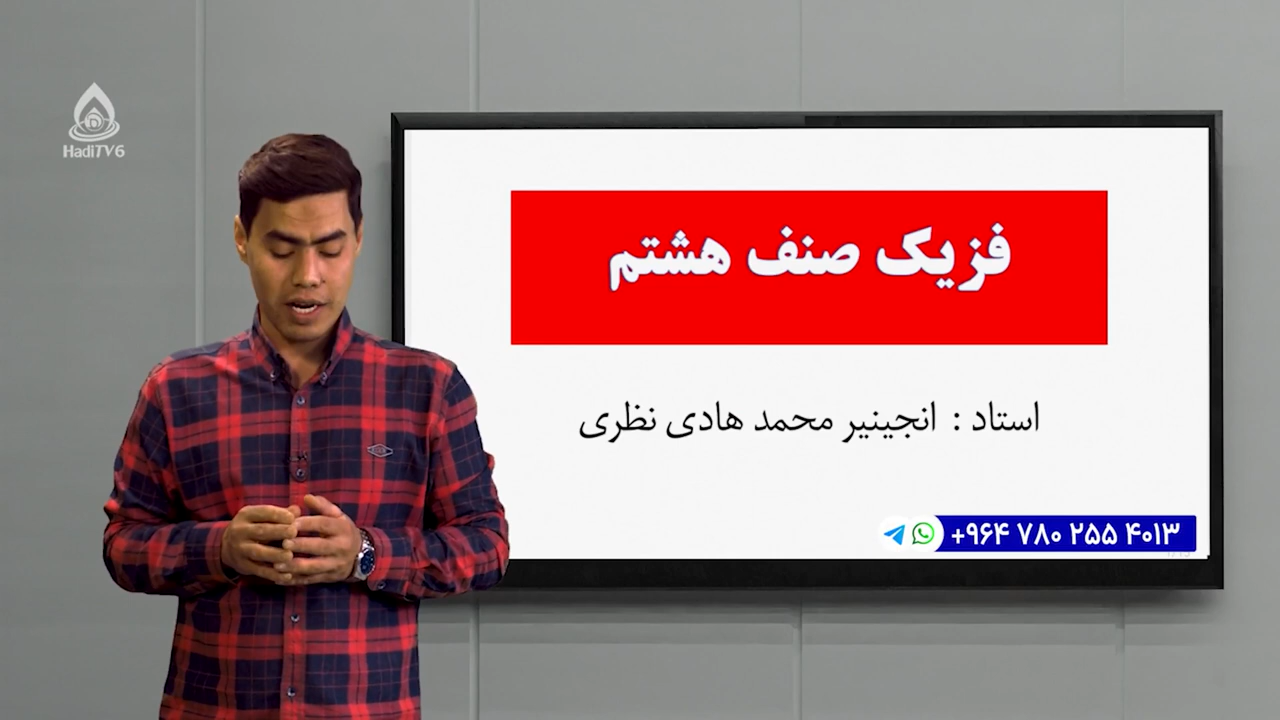 HadiTV6
فزیک صنف هشتم
استاد : انجینیر محمد هادی نظری
+۹۶۴ ۷۸۰ ۲۵۵ ۴۰۱۳